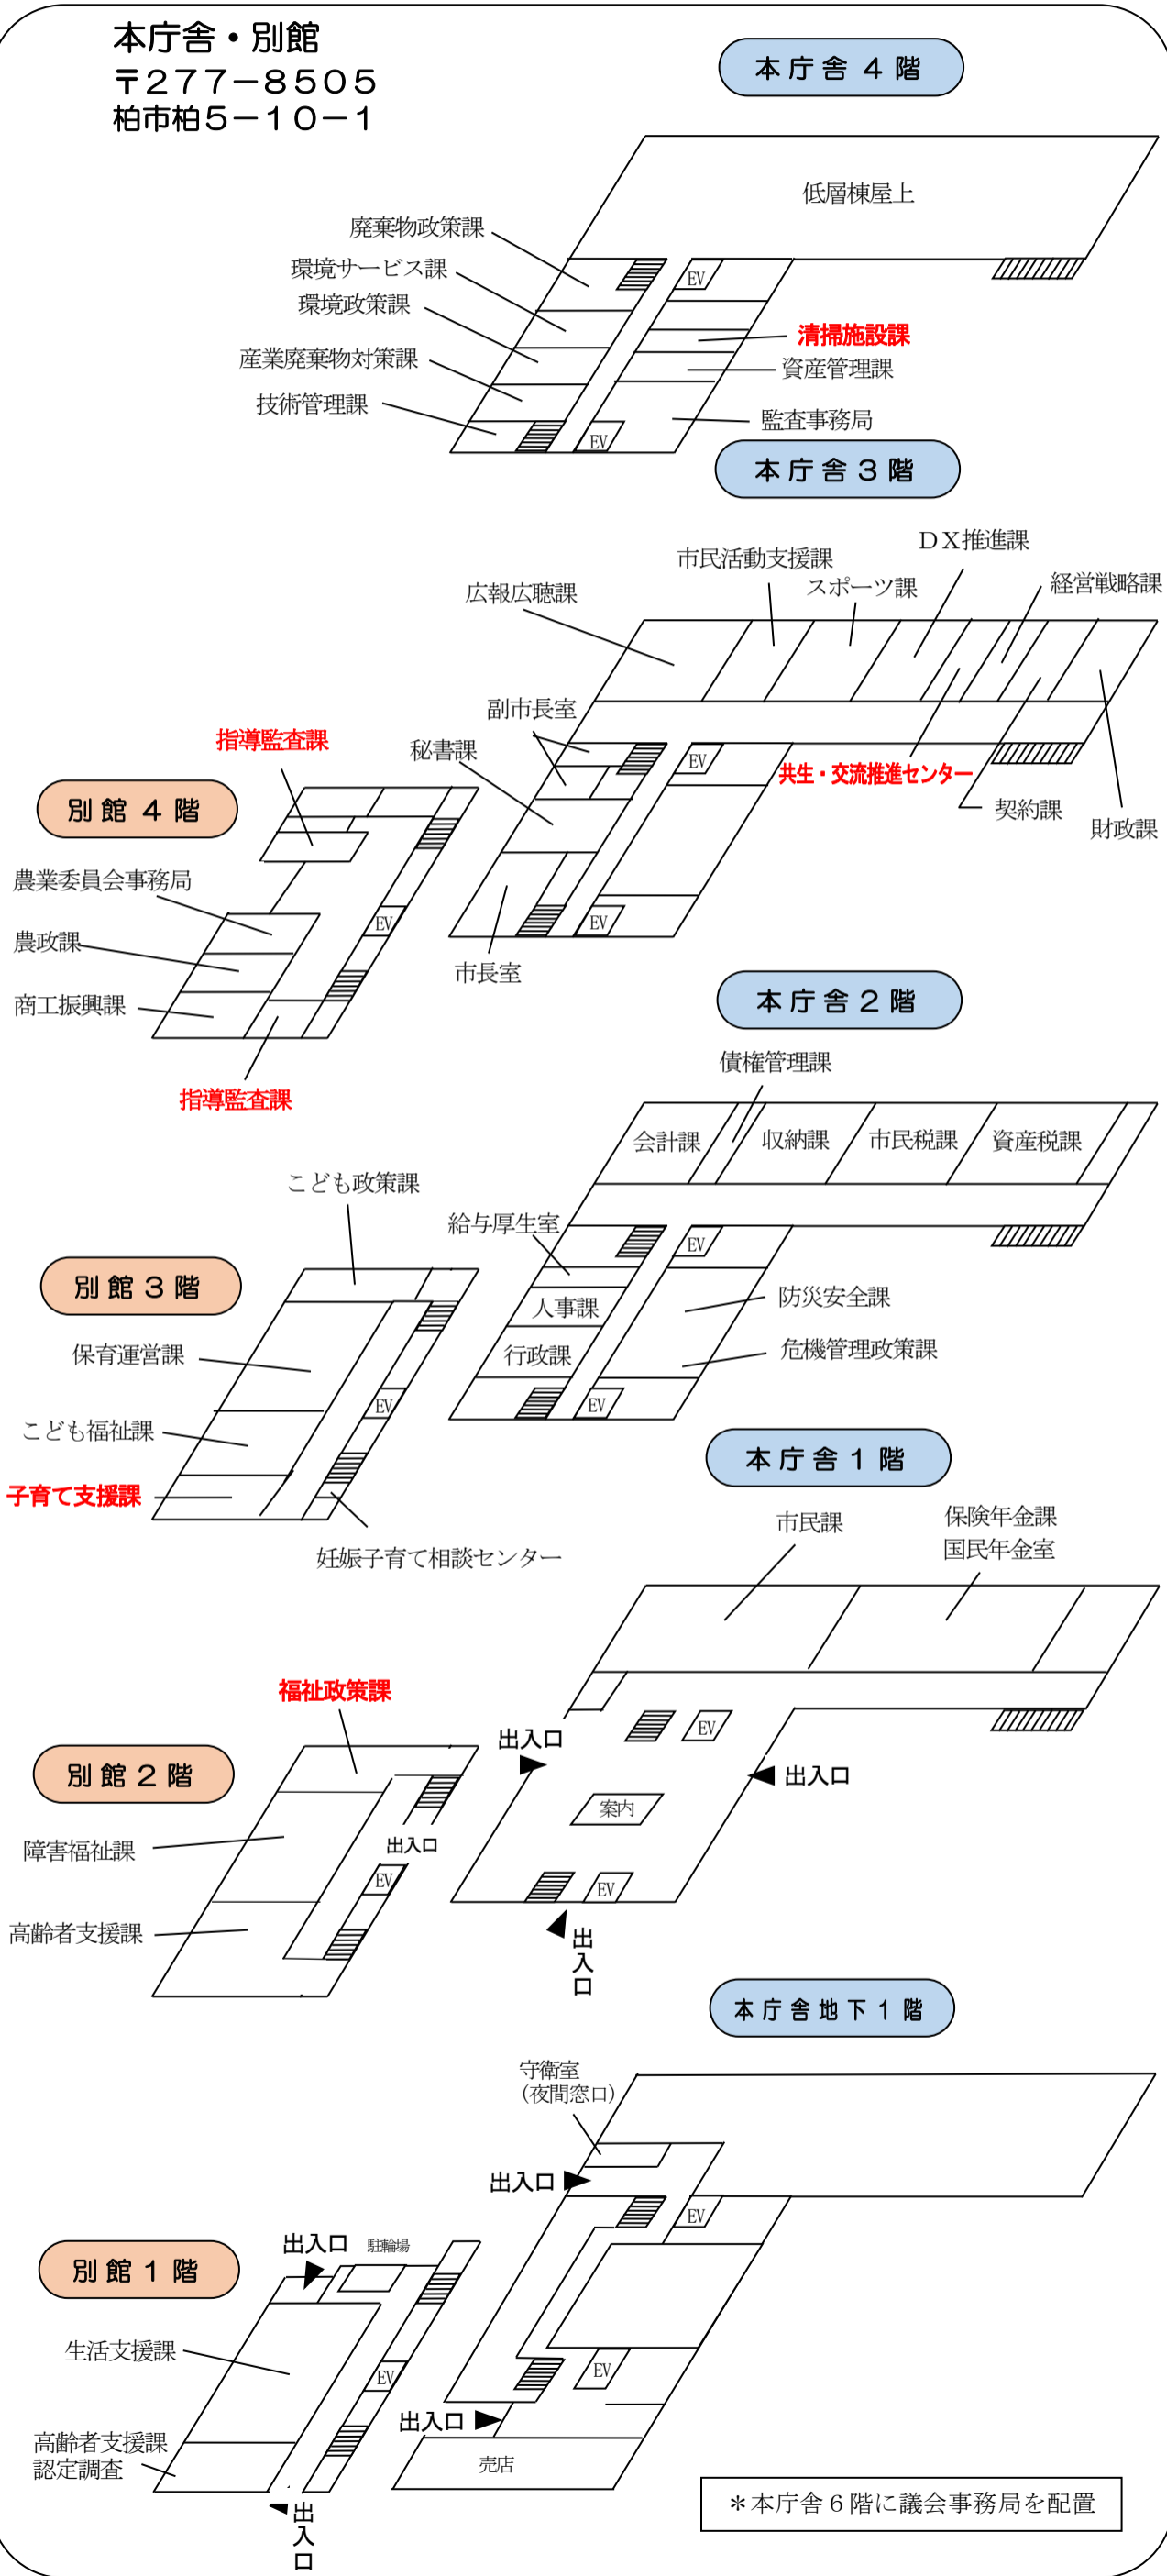 本庁舎・別館
〒277-8505
柏市柏5-10-1
本庁舎4階
低層棟屋上
廃棄物政策課
環境サービス課
環境政策課
産業廃棄物対策課
技術管理課
EV
清掃施設課
資産管理課
監査事務局
EV
本庁舎3階
DX推進課
市民活動支援課
スポーツ課
経営戦略課
広報広聴課
副市長室
秘書課
EV
共生・交流推進センター
契約課
財政課
EV
市長室
指導監査課
別館4階
農業委員会事務局
農政課
商工振興課
EV
指導監査課
本庁舎2階
債権管理課
会計課
収納課
市民税課
資産税課
給与厚生室
人事課
行政課
EV
防災安全課
危機管理政策課
EV
こども政策課
別館3階
保育運営課
こども福祉課
子育て支援課
EV
妊娠子育て相談センター
本庁舎1階
市民課
保険年金課
国民年金室
出入口
EV
出入口
案内
EV
出入口
福祉政策課
別館2階
障害福祉課
出入口
EV
高齢者支援課
本庁舎地下1階
守衛室
(夜間窓口)
出入口
EV
EV
出入口
売店
別館1階
出入口
駐輪場
生活支援課
EV
高齢者支援課
認定調査
出入口
＊本庁舎6階に議会事務局を配置